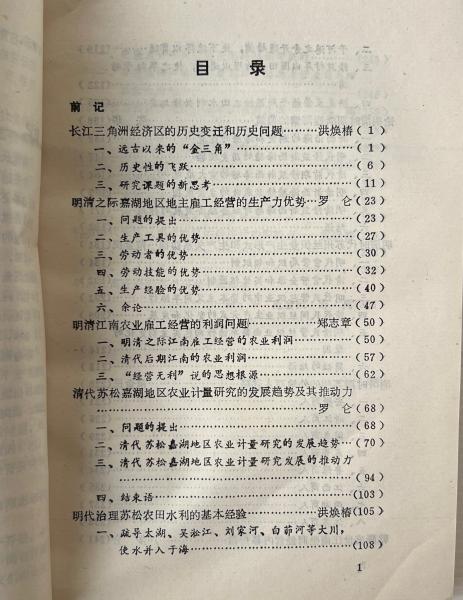 目 录
前 记
长江三角洲经济区的历史变迁和历史问题………洪焕椿( 1 )
一、远古以来的“金三角”……………………………( 1 )
二、历史性的飞跃……………………………………( 6 )
三、研究课题的新思考………………………………(11)
明清之际嘉湖地区地主雇工经营的生产力优势…罗 仑(23)
一、问题的提出………………………………………(23)
二、生产工具的优势…………………………………(27)
三、劳动者的优势……………………………………(30)
四、劳动技能的优势…………………………………(32)
五、生产经验的优势…………………………………(40)
六、余论………………………………………………(47)
明清江南农业雇工经营的利润问题………………郑志章(50)
一、明清之际江南雇工经营的农业利润……………(50)
二、清代后期江南的农业利润………………………(57)
三、“经营无利”说的思想根源………………………(62)
清代苏松嘉湖地区农业计量研究的发展趋势及其推动力
………………………………………………罗 仑(68)
一、问题的提出………………………………………(68)
二、清代苏松嘉湖地区农业计量研究的发展趋势…(70)
三、清代苏松嘉湖地区农业计量研究发展的推动力
………………………………………………………(94)
四、结束语……………………………………………(103)
明代治理苏松农田水利的基本经验………………洪焕椿(105)
一、疏导太湖、吴淞江、刘家河、白茆河等大川,
使水并入于海……………………………………(108)
1